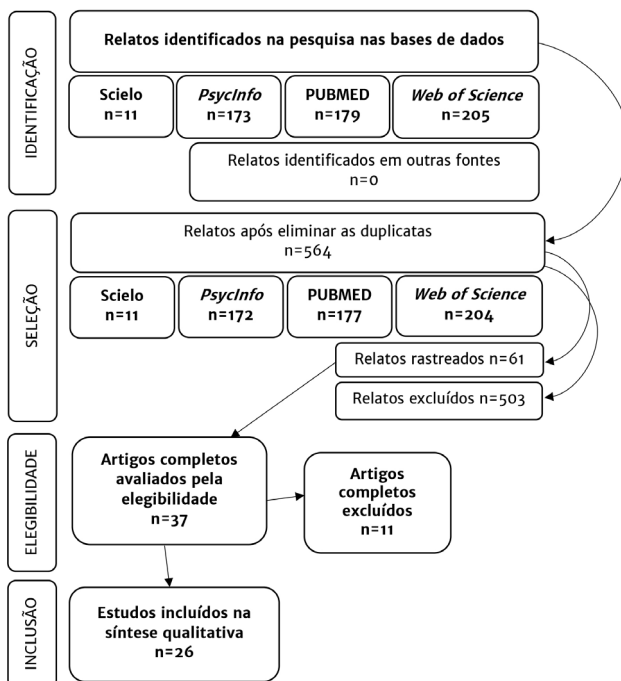 IDENTIFICAÇÃO
Relatos identificados na pesquisa nas bases de dados
Scielo
n=11
PsycInfo
n=173
PUBMED
n=179
Web of Science
n=205
Relatos identificados em outras fontes
n=0
SELEÇÃO
Relatos após eliminar as duplicatas
n=564
Scielo
n=11
PsycInfo
n=172
PUBMED
n=177
Web of Science
n=204
Relatos rastreados n=61
Relatos excluídos n=503
ELEGIBILIDADE
Artigos completos
avaliados pela
elegibilidade
n=37
Artigos
completos
excluídos
n=11
INCLUSÃO
Estudos incluídos na
síntese qualitativa
n=26